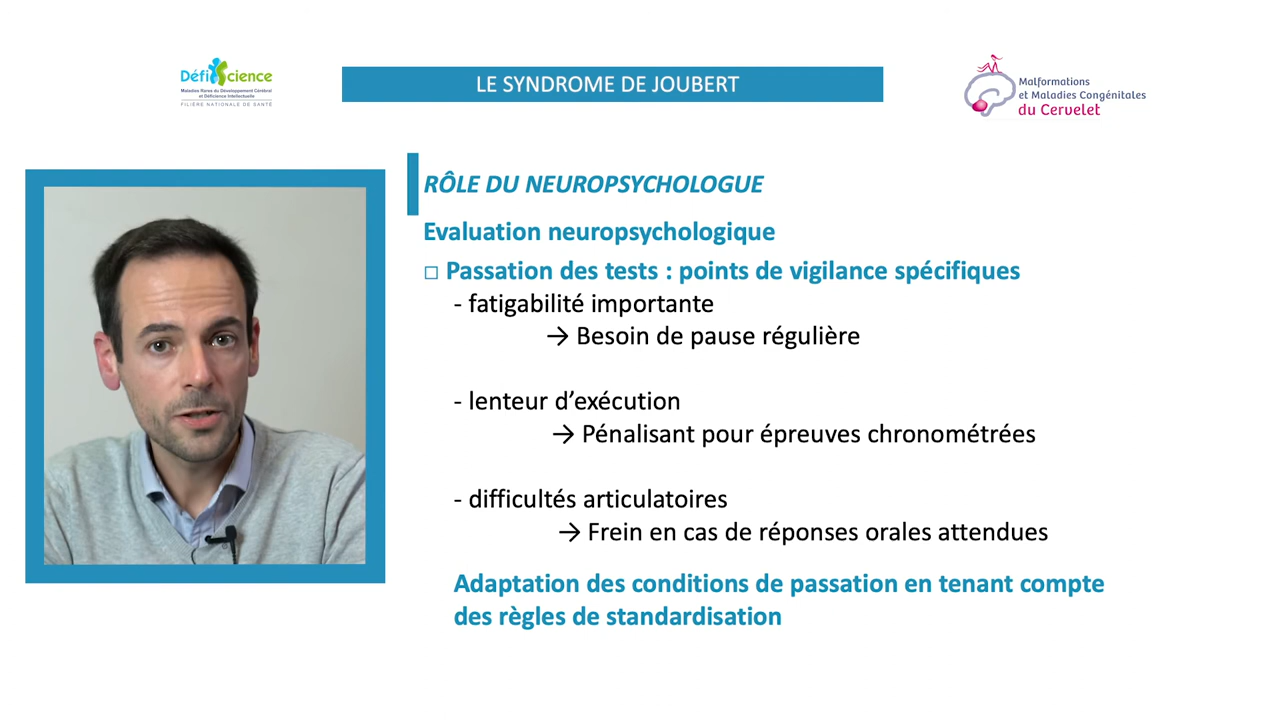 DéfiScience
Maladies Rares du Développement Cérébral
et Déficience Intellectuelle
FILIÈRE NATIONALE DE SANTÉ
LE SYNDROME DE JOUBERT
Malformations
et Maladies Congénitales
du Cervelet
RÔLE DU NEUROPSYCHOLOGUE
Evaluation neuropsychologique
□ Passation des tests : points de vigilance spécifiques
- fatigabilité importante
→ Besoin de pause régulière
- lenteur d’exécution
→ Pénalisant pour épreuves chronométrées
- difficultés articulatoires
→ Frein en cas de réponses orales attendues
Adaptation des conditions de passation en tenant compte
des règles de standardisation